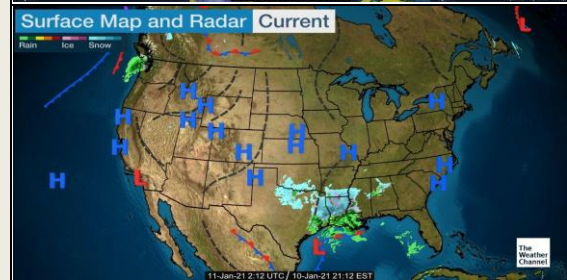 Surface Map and Radar Current
L
Rain Ice Snow
H
H
H
H
H
H
H
H
H
H
H
H
H
L
H
H
L
The
Weather
Channel
11-Jan-21 2:12 UTC / 10-Jan-21 21:12 EST